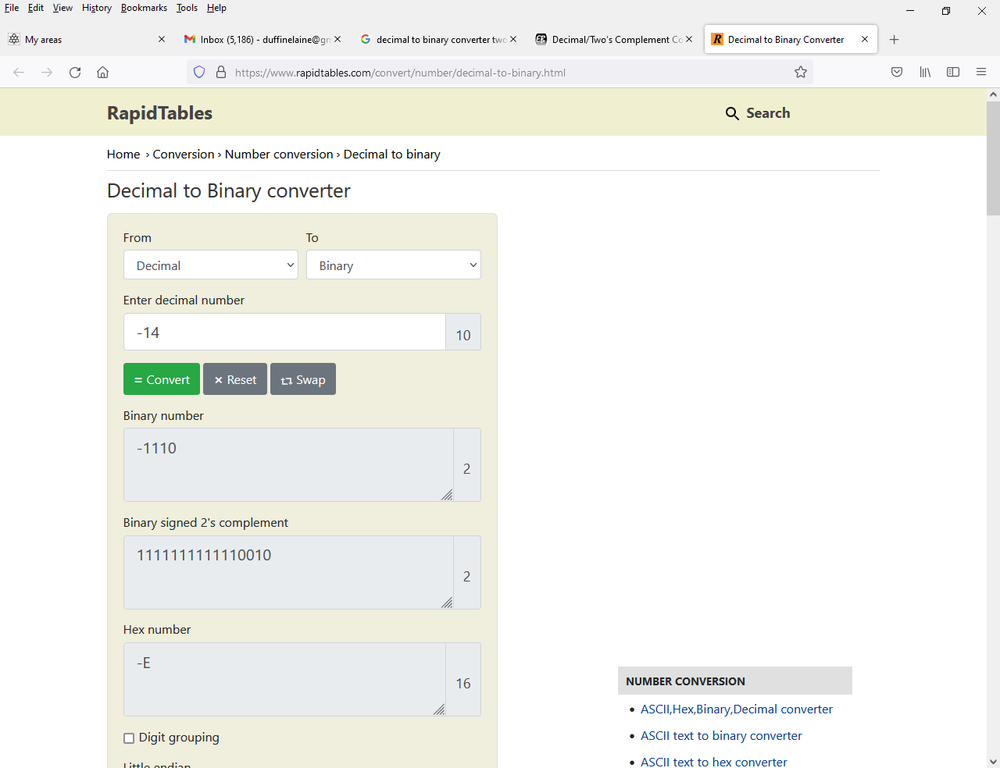 File Edit View History Bookmarks Tools Help
My areas
Inbox (5,186) - duffinelaine@gr
decimal to binary converter two
Decimal/Two's Complement Co
Decimal to Binary Converter
https://www.rapidtables.com/convert/number/decimal-to-binary.html
RapidTables
Search
Home › Conversion › Number conversion › Decimal to binary
Decimal to Binary converter
From To
Decimal Binary
Enter decimal number
-14 10
= Convert × Reset Swap
Binary number
-1110
2
Binary signed 2's complement
1111111111110010
2
Hex number
-E
16
Digit grouping
Little endian
NUMBER CONVERSION
• ASCII,Hex,Binary,Decimal converter
• ASCII text to binary converter
• ASCII text to hex converter